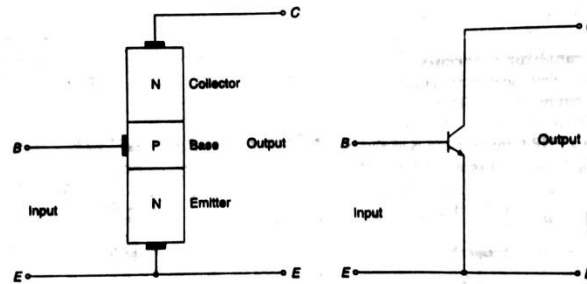 C
N Collector
B P Base Output
N Emitter
Input
E E
B Output
Input
E